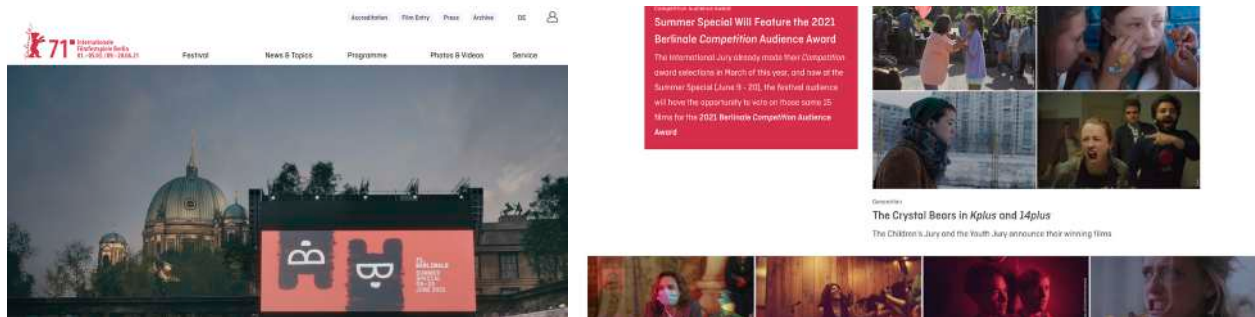 Accreditation Film Entry Press Archive DE
71 Internationale
Filmfestspiele Berlin
Festival News & Topics Programme Photos & Videos Service
71.
BERLINALE
SUMMER
SPECIAL
JUNE 2021
Competition Audience Award
Summer Special Will Feature the 2021
Berlinale Competition Audience Award
The International Jury already made their Competition
award selections in March of this year, and now at the
Summer Special (June 9 - 20), the festival audience
will have the opportunity to vote on those same 15
films for the 2021 Berlinale Competition Audience
Award
Generation
The Crystal Bears in Kplus and 14plus
The Children's Jury and the Youth Jury announce their winning films